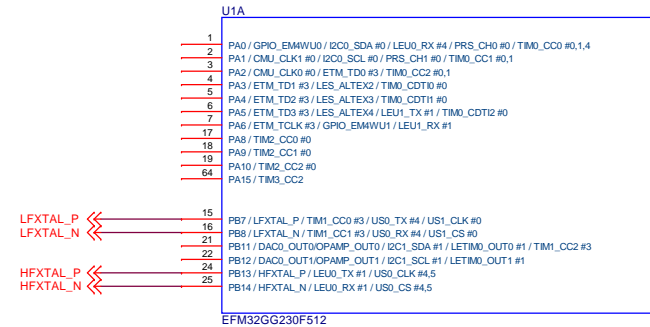 U1A
1 PA0 / GPIO_EM4WU0 / I2C0_SDA #0 / LEU0_RX #4 / PRS_CH0 #0 / TIM0_CC0 #0,1,4
2 PA1 / CMU_CLK1 #0 / I2C0_SCL #0 / PRS_CH1 #0 / TIM0_CC1 #0,1
3 PA2 / CMU_CLK0 #0 / ETM_TD0 #3 / TIM0_CC2 #0,1
4 PA3 / ETM_TD1 #3 / LES_ALTEX2 / TIM0_CDTI0 #0
5 PA4 / ETM_TD2 #3 / LES_ALTEX3 / TIM0_CDTI1 #0
6 PA5 / ETM_TD3 #3 / LES_ALTEX4 / LEU1_TX #1 / TIM0_CDTI2 #0
7 PA6 / ETM_TCLK #3 / GPIO_EM4WU1 / LEU1_RX #1
17 PA8 / TIM2_CC0 #0
18 PA9 / TIM2_CC1 #0
19 PA10 / TIM2_CC2 #0
64 PA15 / TIM3_CC2
LFXTAL_P 15 PB7 / LFXTAL_P / TIM1_CC0 #3 / US0_TX #4 / US1_CLK #0
LFXTAL_N 16 PB8 / LFXTAL_N / TIM1_CC1 #3 / US0_RX #4 / US1_CS #0
21 PB11 / DAC0_OUT0/OPAMP_OUT0 / I2C1_SDA #1 / LETIM0_OUT0 #1 / TIM1_CC2 #3
22 PB12 / DAC0_OUT1/OPAMP_OUT1 / I2C1_SCL #1 / LETIM0_OUT1 #1
HFXTAL_P 24 PB13 / HFXTAL_P / LEU0_TX #1 / US0_CLK #4,5
HFXTAL_N 25 PB14 / HFXTAL_N / LEU0_RX #1 / US0_CS #4,5
EFM32GG230F512